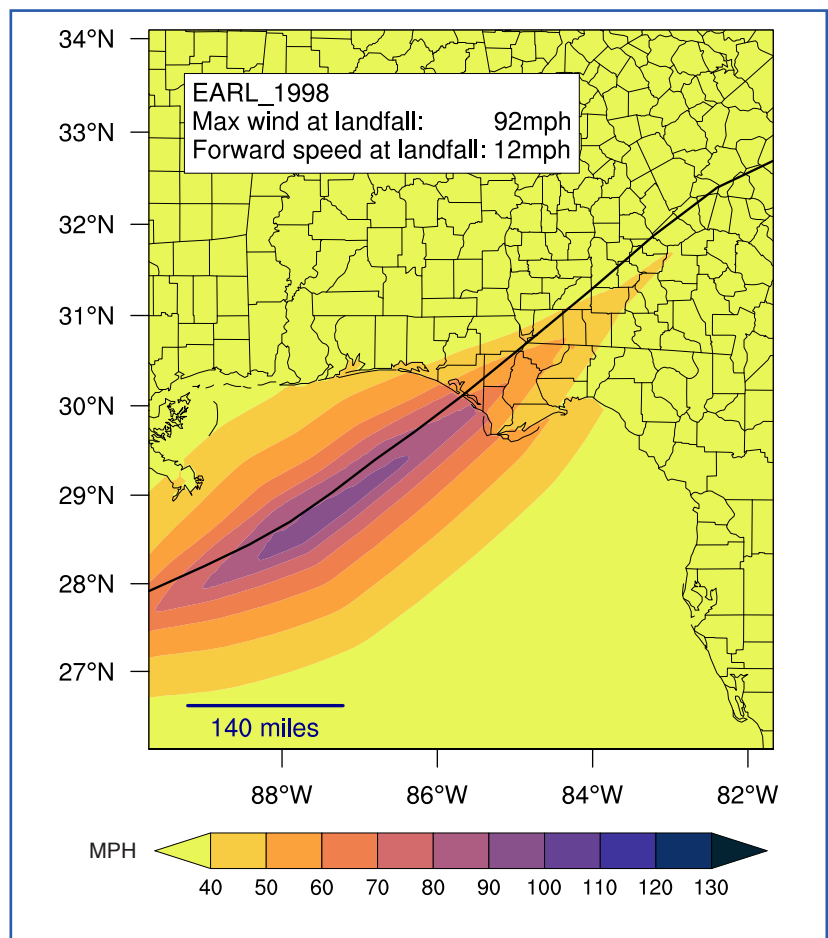 34°N
EARL_1998
Max wind at landfall: 92mph
Forward speed at landfall: 12mph
33°N
32°N
31°N
30°N
29°N
28°N
27°N
140 miles
88°W 86°W 84°W 82°W
MPH
40 50 60 70 80 90 100 110 120 130